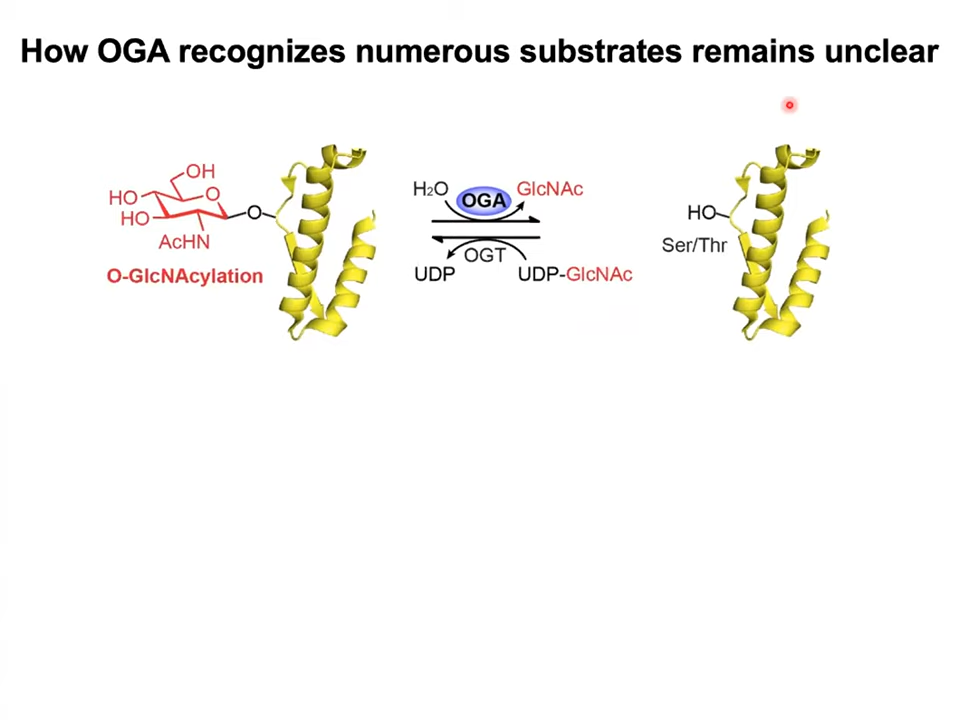 How OGA recognizes numerous substrates remains unclear
OH
HO
O
HO
O
AcHN
O-GlcNAcylation
H₂O
OGA
GlcNAc
OGT
UDP
UDP-GlcNAc
HO
Ser/Thr